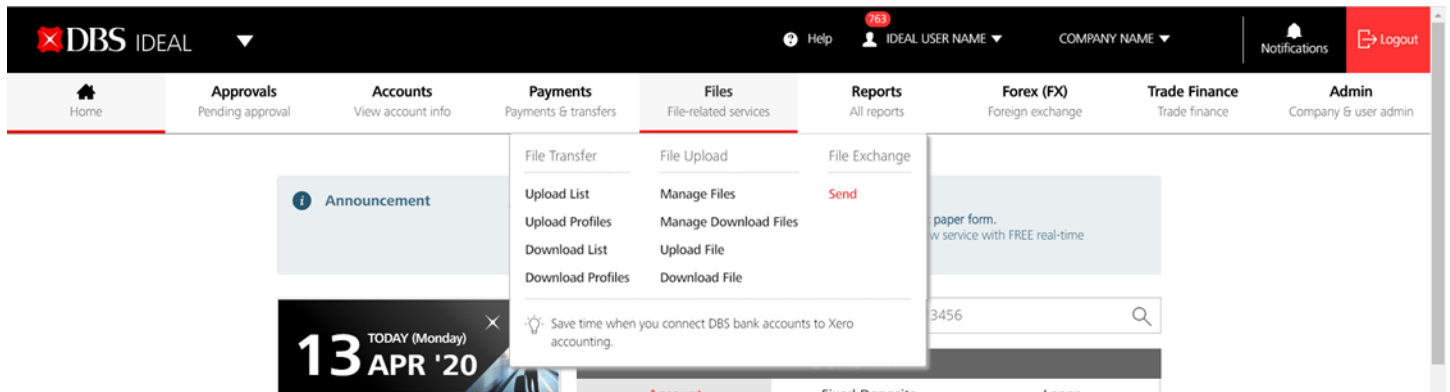 DBS IDEAL
763
? Help
IDEAL USER NAME
COMPANY NAME
Notifications
Logout
Home
Approvals
Pending approval
Accounts
View account info
Payments
Payments & transfers
Files
File-related services
Reports
All reports
Forex (FX)
Foreign exchange
Trade Finance
Trade finance
Admin
Company & user admin
File Transfer
Upload List
Upload Profiles
Download List
Download Profiles
File Upload
Manage Files
Manage Download Files
Upload File
Download File
File Exchange
Send
Save time when you connect DBS bank accounts to Xero
accounting.
i Announcement
paper form.
service with FREE real-time
13 TODAY (Monday)
APR '20
3456